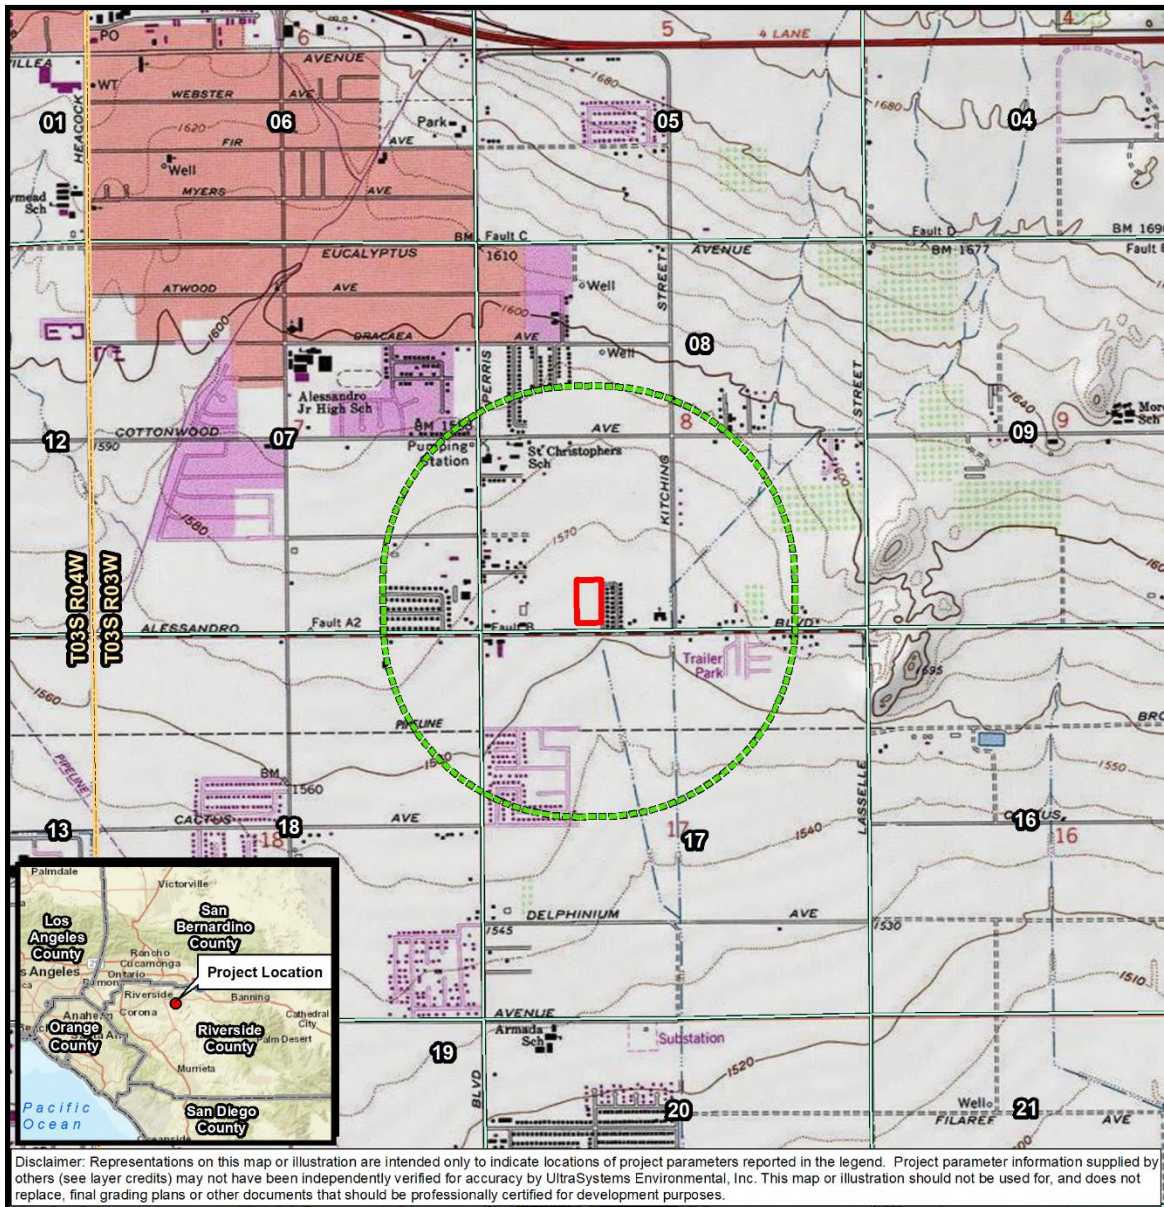 PO
6
5
4 LANE
4
AVENUE
HEACOCK
WT
WEBSTER AVE
1620
1680
1680
01
06
Park
05
04
FIR AVE
Well
MYERS AVE
ymead
Sch
BM Fault C
Fault D
BM 1690
EUCALYPTUS
1610
AVENUE
BM 1677
Fault
ATWOOD AVE
Well
STREET
1600
1600
DRACAEA AVE
PERRIS
Well
08
STREET
Alessandro
Jr High Sch
1640
9
Sch
7
8
COTTONWOOD
AVE
12
1590
07
09
Pumping
Station
St Christophers
Sch
KITCHING
1600
1580
1570
T03S R04W
T03S R03W
ALESSANDRO
Fault A2
Fault B
BLVD
Trailer
Park
1695
1560
PIPELINE
BRO
PIPELINE
1550
BM
1560
LASSELLE
13
CACTUS AVE
18
18
17
17
1540
16
16
DELPHINIUM AVE
1545
1530
1510
AVENUE
Armada
Sch
Substation
19
1520
BLVD
20
Well
21
FILAREE AVE
Palmdale
Victorville
San
Bernardino
County
Los
Angeles
County
Rancho
Cucamonga
s Angeles
Ontario
Project Location
Riverside
Banning
Corona
Cathedral
City
Orange
County
Riverside
County
Palm Desert
Murrieta
Pacific
Ocean
San Diego
County
Oceanside
Disclaimer: Representations on this map or illustration are intended only to indicate locations of project parameters reported in the legend. Project parameter information supplied by
others (see layer credits) may not have been independently verified for accuracy by UltraSystems Environmental, Inc. This map or illustration should not be used for, and does not
replace, final grading plans or other documents that should be professionally certified for development purposes.